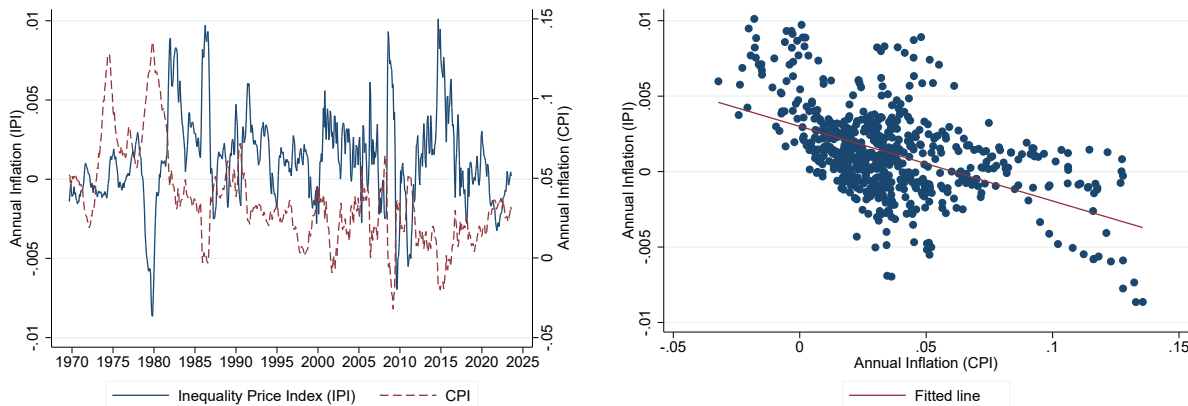 Annual Inflation (IPI)
.01
.005
0
-.005
-.01
.15
.1
.05
0
-.05
Annual Inflation (CPI)
1970 1975 1980 1985 1990 1995 2000 2005 2010 2015 2020 2025
Inequality Price Index (IPI) CPI
Annual Inflation (IPI)
.01
.005
0
-.005
-.01
-.05 0 .05 .1 .15
Annual Inflation (CPI)
Fitted line